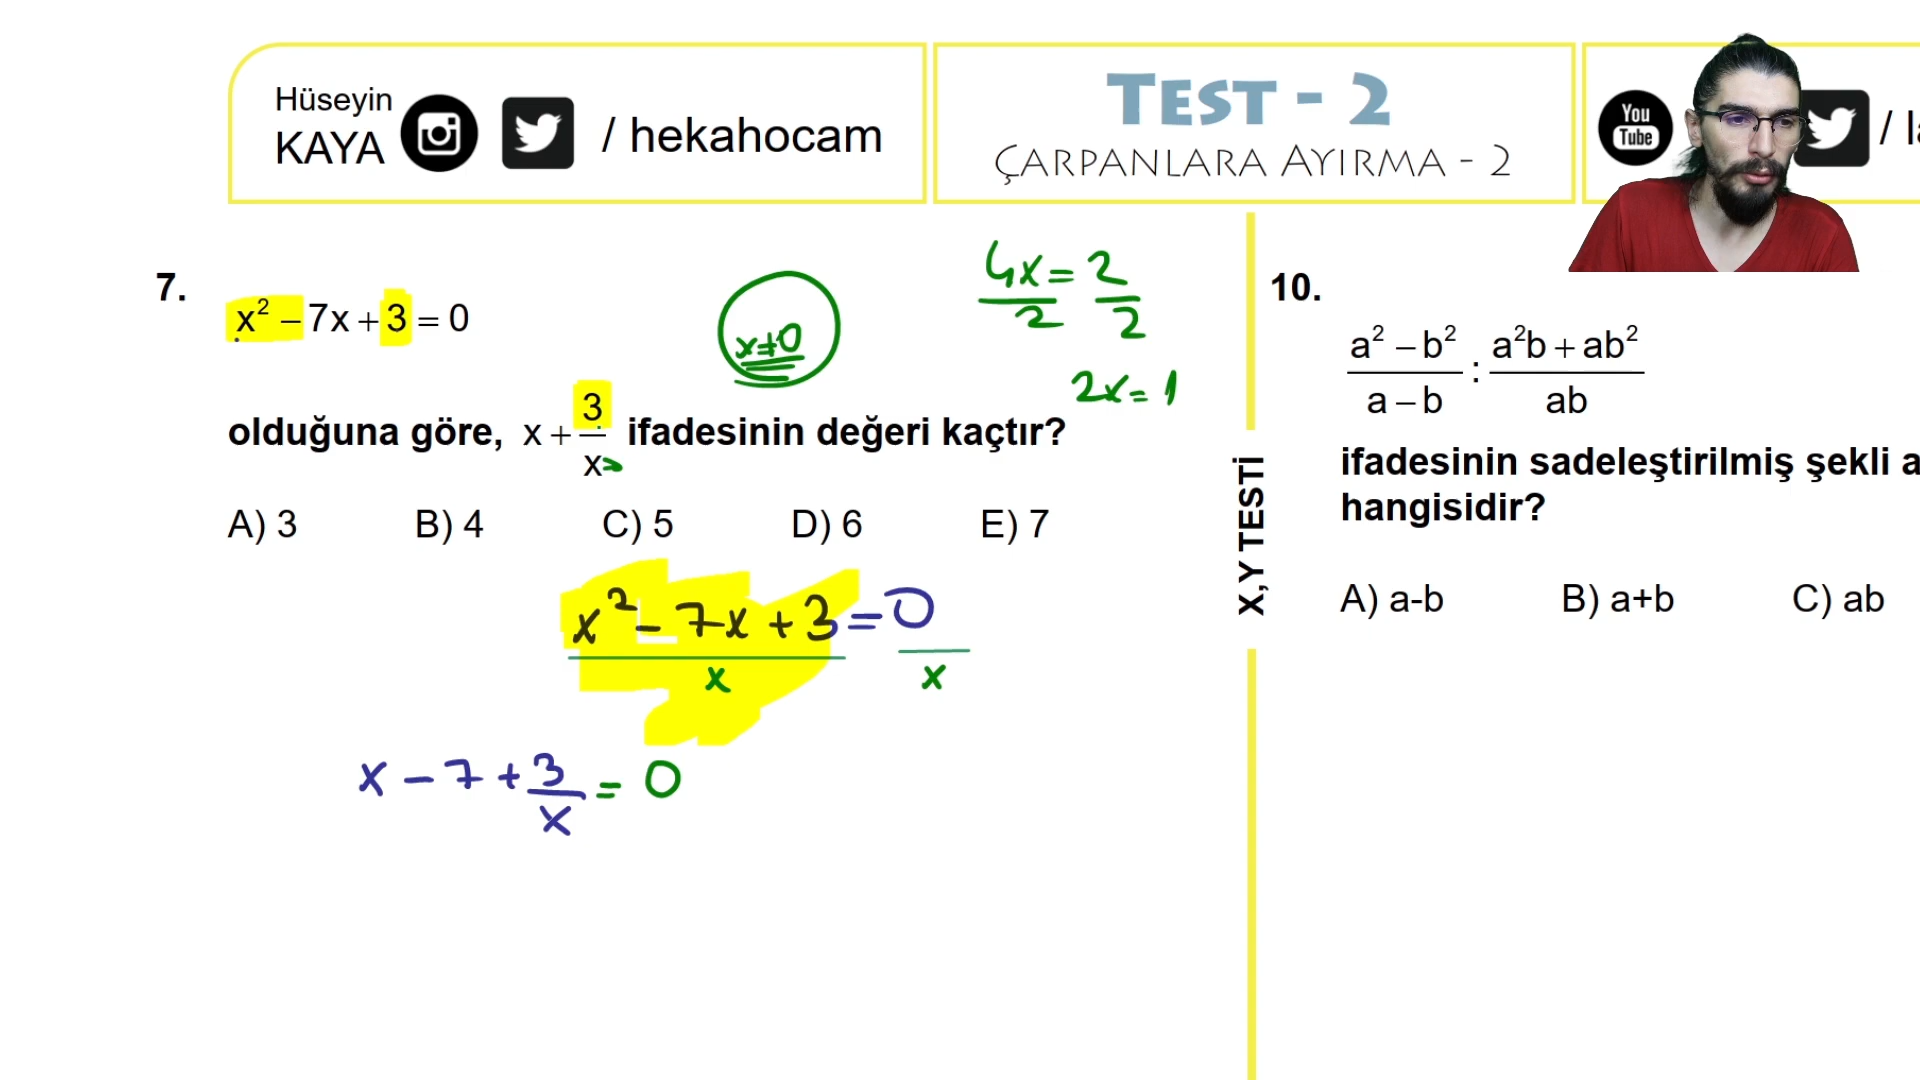 Hüseyin
KAYA
/ hekahocam
TEST - 2
ÇARPANLARA AYIRMA - 2
You
Tube
/ la
7.
x² – 7x + 3 = 0
x≠0
4x = 2
2 2
2x = 1
olduğuna göre, x + 3/x ifadesinin değeri kaçtır?
A) 3 B) 4 C) 5 D) 6 E) 7
x² - 7x + 3 = 0
x x
x - 7 + 3/x = 0
X,Y TESTİ
10.
a² – b² / a – b : a²b + ab² / ab
ifadesinin sadeleştirilmiş şekli a
hangisidir?
A) a-b B) a+b C) ab